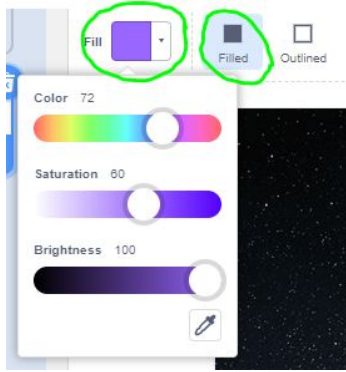 Fill
Filled Outlined
Color 72
Saturation 60
Brightness 100